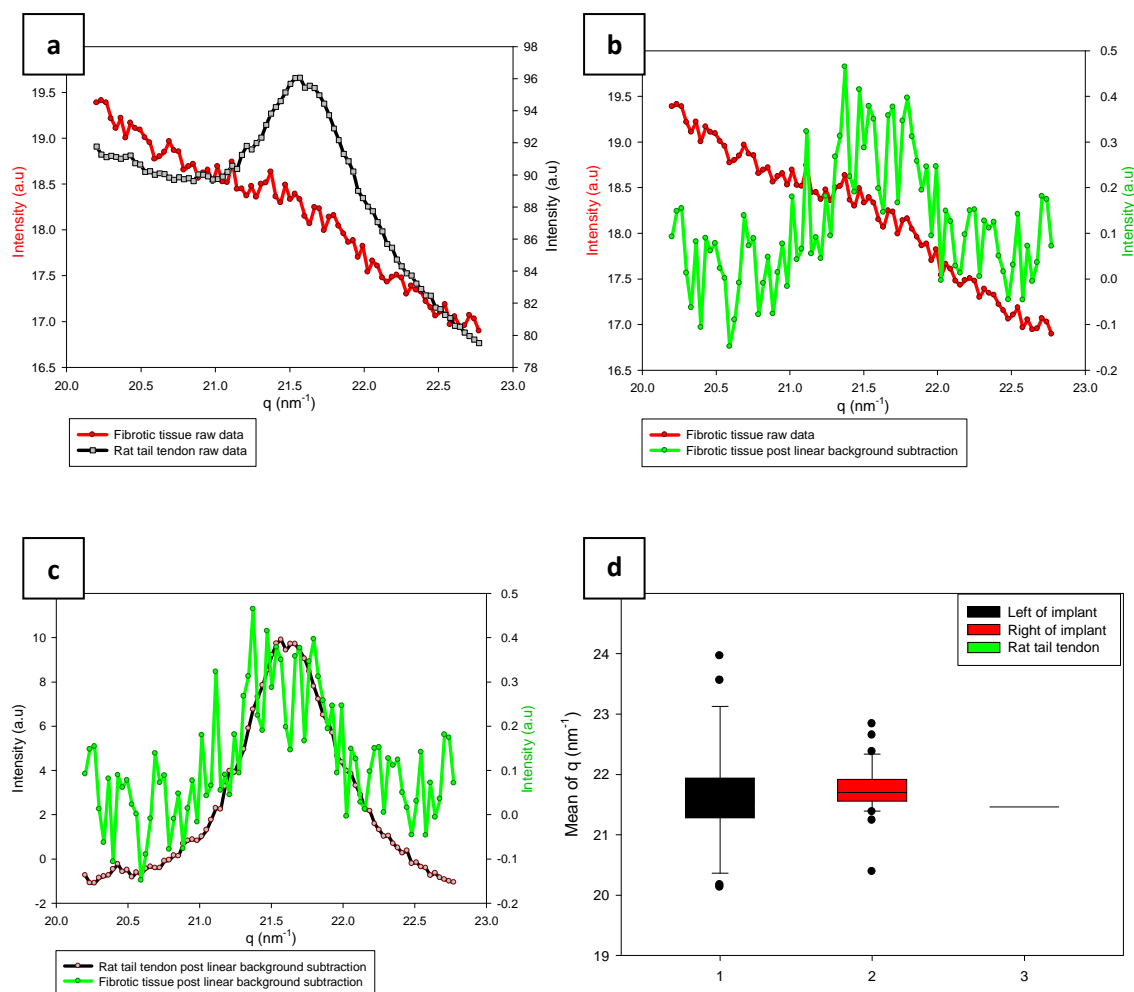 a
Intensity (a.u)
19.5
19.0
18.5
18.0
17.5
17.0
16.5
98
96
94
92
90
88
86
84
82
80
78
Intensity (a.u)
20.0 20.5 21.0 21.5 22.0 22.5 23.0
q (nm⁻¹)
Fibrotic tissue raw data
Rat tail tendon raw data
b
Intensity (a.u)
19.5
19.0
18.5
18.0
17.5
17.0
16.5
0.5
0.4
0.3
0.2
0.1
0.0
-0.1
-0.2
Intensity (a.u)
20.0 20.5 21.0 21.5 22.0 22.5 23.0
q (nm⁻¹)
Fibrotic tissue raw data
Fibrotic tissue post linear background subtraction
c
Intensity (a.u)
10
8
6
4
2
0
-2
0.5
0.4
0.3
0.2
0.1
0.0
-0.1
-0.2
Intensity (a.u)
20.0 20.5 21.0 21.5 22.0 22.5 23.0
q (nm⁻¹)
Rat tail tendon post linear background subtraction
Fibrotic tissue post linear background subtraction
d
Left of implant
Right of implant
Rat tail tendon
Mean of q (nm⁻¹)
24
23
22
21
20
19
1 2 3